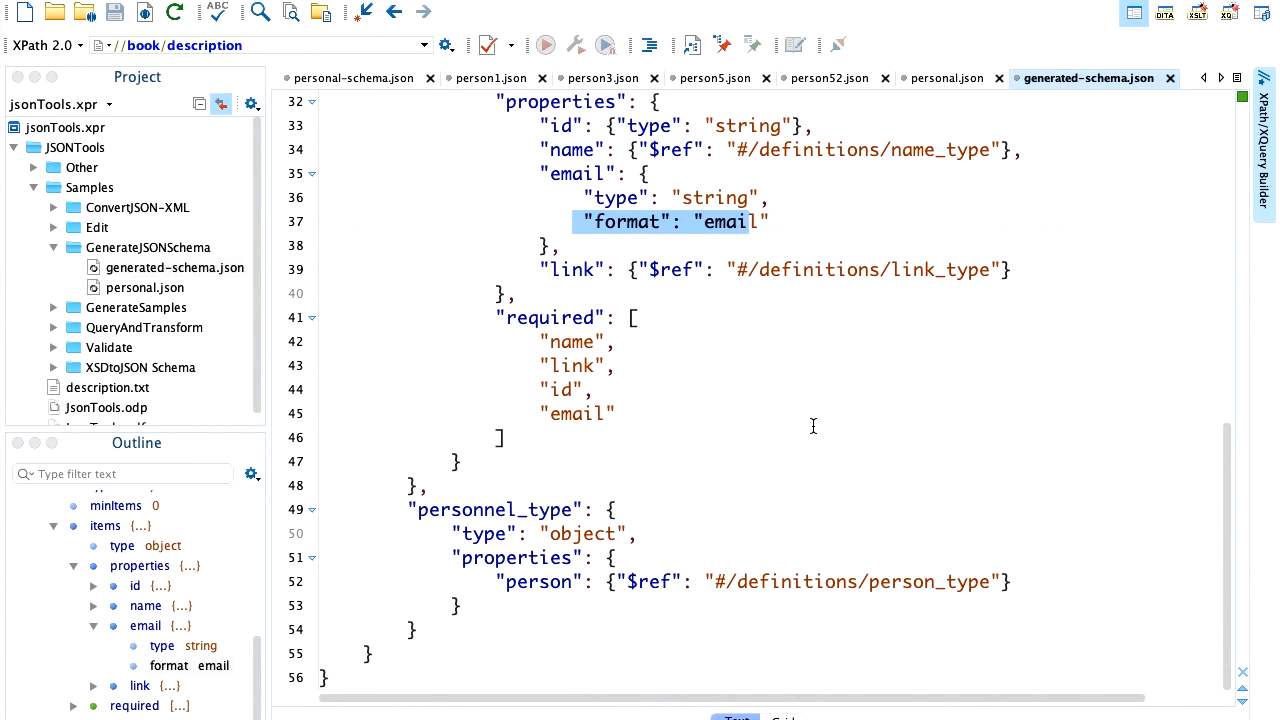 ABC
DITA
XSLT
XQ
XPath 2.0
//book/description
Project
jsonTools.xpr
jsonTools.xpr
JSONTools
Other
Samples
ConvertJSON-XML
Edit
GenerateJSONSchema
generated-schema.json
personal.json
GenerateSamples
QueryAndTransform
Validate
XSDtoJSON Schema
description.txt
JsonTools.odp
Outline
Type filter text
minItems 0
items {...}
type object
properties {...}
id {...}
name {...}
email {...}
type string
format email
link {...}
required [...]
personal-schema.json
person1.json
person3.json
person5.json
person52.json
personal.json
generated-schema.json
32 "properties": {
33 "id": {"type": "string"},
34 "name": {"$ref": "#/definitions/name_type"},
35 "email": {
36 "type": "string",
37 "format": "email"
38 },
39 "link": {"$ref": "#/definitions/link_type"}
40 },
41 "required": [
42 "name",
43 "link",
44 "id",
45 "email"
46 ]
47 }
48 },
49 "personnel_type": {
50 "type": "object",
51 "properties": {
52 "person": {"$ref": "#/definitions/person_type"}
53 }
54 }
55 }
56 }
XPath/XQuery Builder